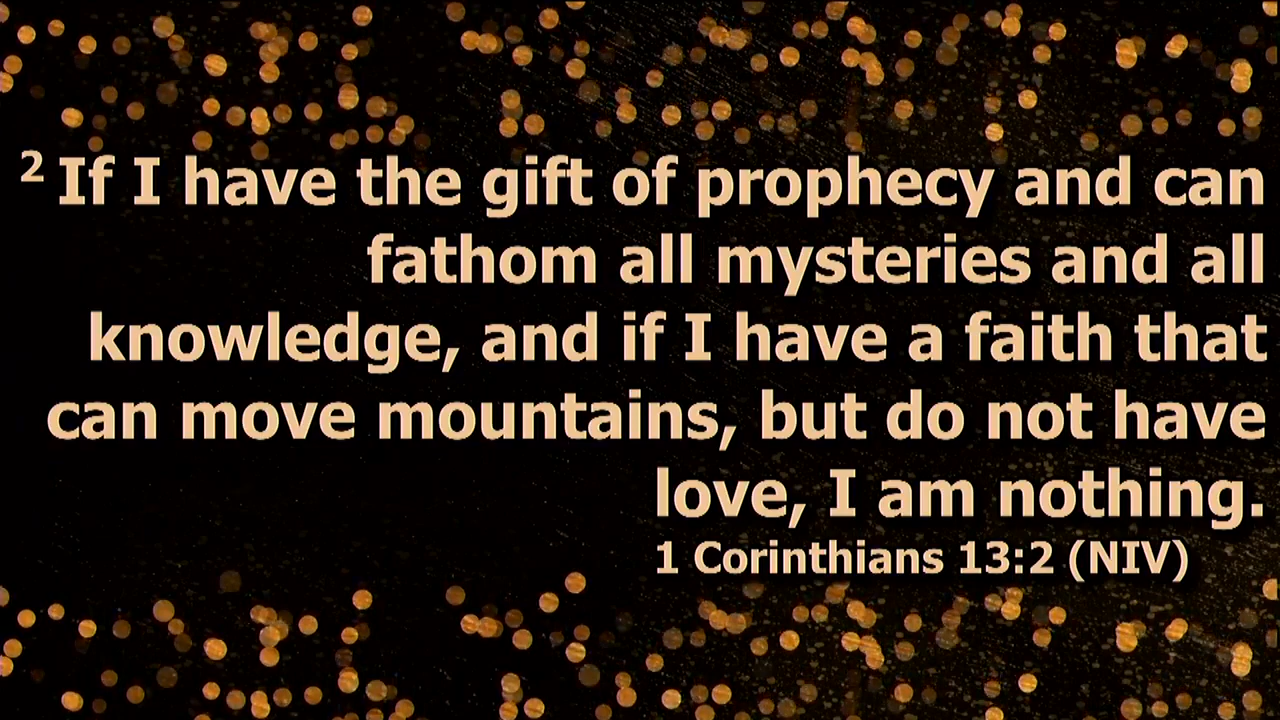 ² If I have the gift of prophecy and can
fathom all mysteries and all
knowledge, and if I have a faith that
can move mountains, but do not have
love, I am nothing.
1 Corinthians 13:2 (NIV)